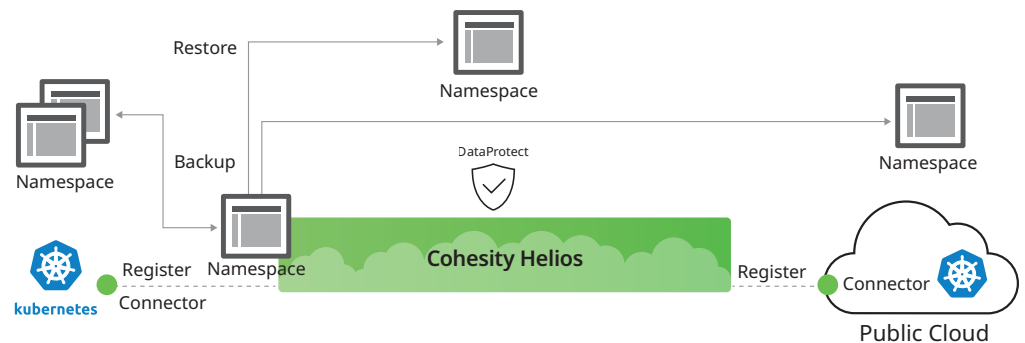 Restore
Namespace
Namespace
Backup
DataProtect
Namespace
Namespace
Cohesity Helios
Register
Connector
kubernetes
Register
Connector
Public Cloud